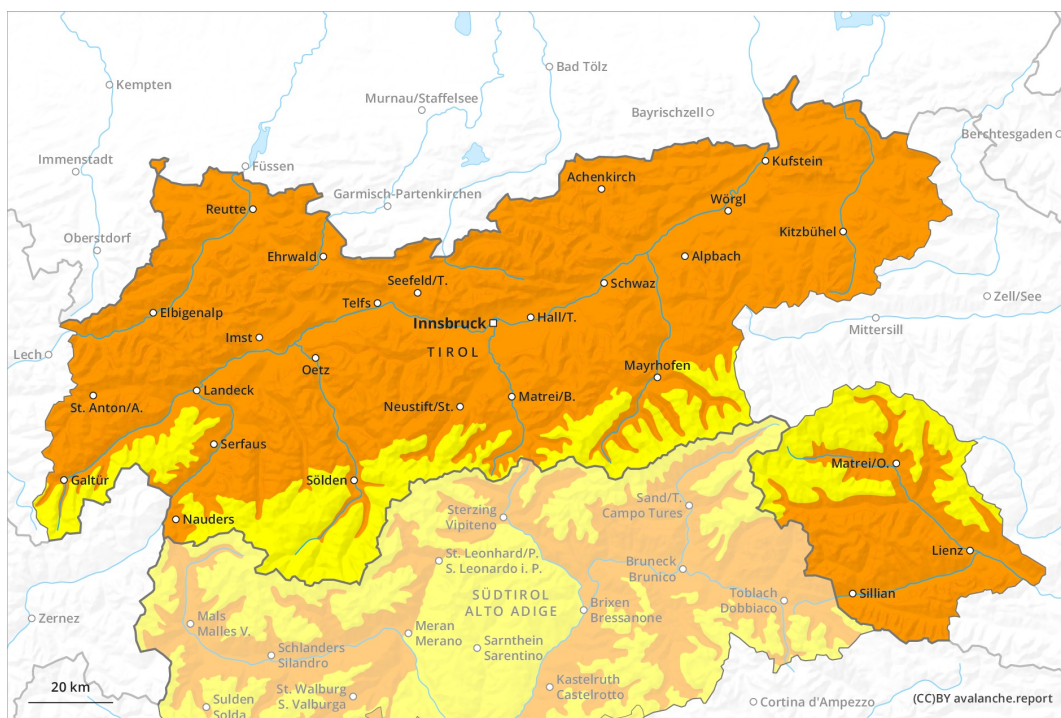 Bad Tölz
Kempten
Murnau/Staffelsee
Bayrischzell
Berchtesgaden
Immenstadt
Füssen
Kufstein
Achenkirch
Garmisch-Partenkirchen
Wörgl
Reutte
Kitzbühel
Oberstdorf
Ehrwald
Alpbach
Seefeld/T.
Schwaz
Zell/See
Telfs
Elbigenalp
Innsbruck
Hall/T.
Mittersill
Imst
Lech
TIROL
Oetz
Mayrhofen
Landeck
St. Anton/A.
Neustift/St.
Matrei/B.
Serfaus
Matrei/O.
Galtür
Sölden
Sand/T.
Campo Tures
Sterzing
Vipiteno
Nauders
Lienz
St. Leonhard/P.
S. Leonardo i. P.
Bruneck
Brunico
Sillian
SÜDTIROL
ALTO ADIGE
Toblach
Dobbiaco
Brixen
Bressanone
Zernez
Mals
Malles V.
Meran
Merano
Sarnthein
Sarentino
Schlanders
Silandro
20 km
St. Walburg
S. Valburga
Kastelruth
Castelrotto
Sulden
Solda
Cortina d'Ampezzo
(CC)BY avalanche.report